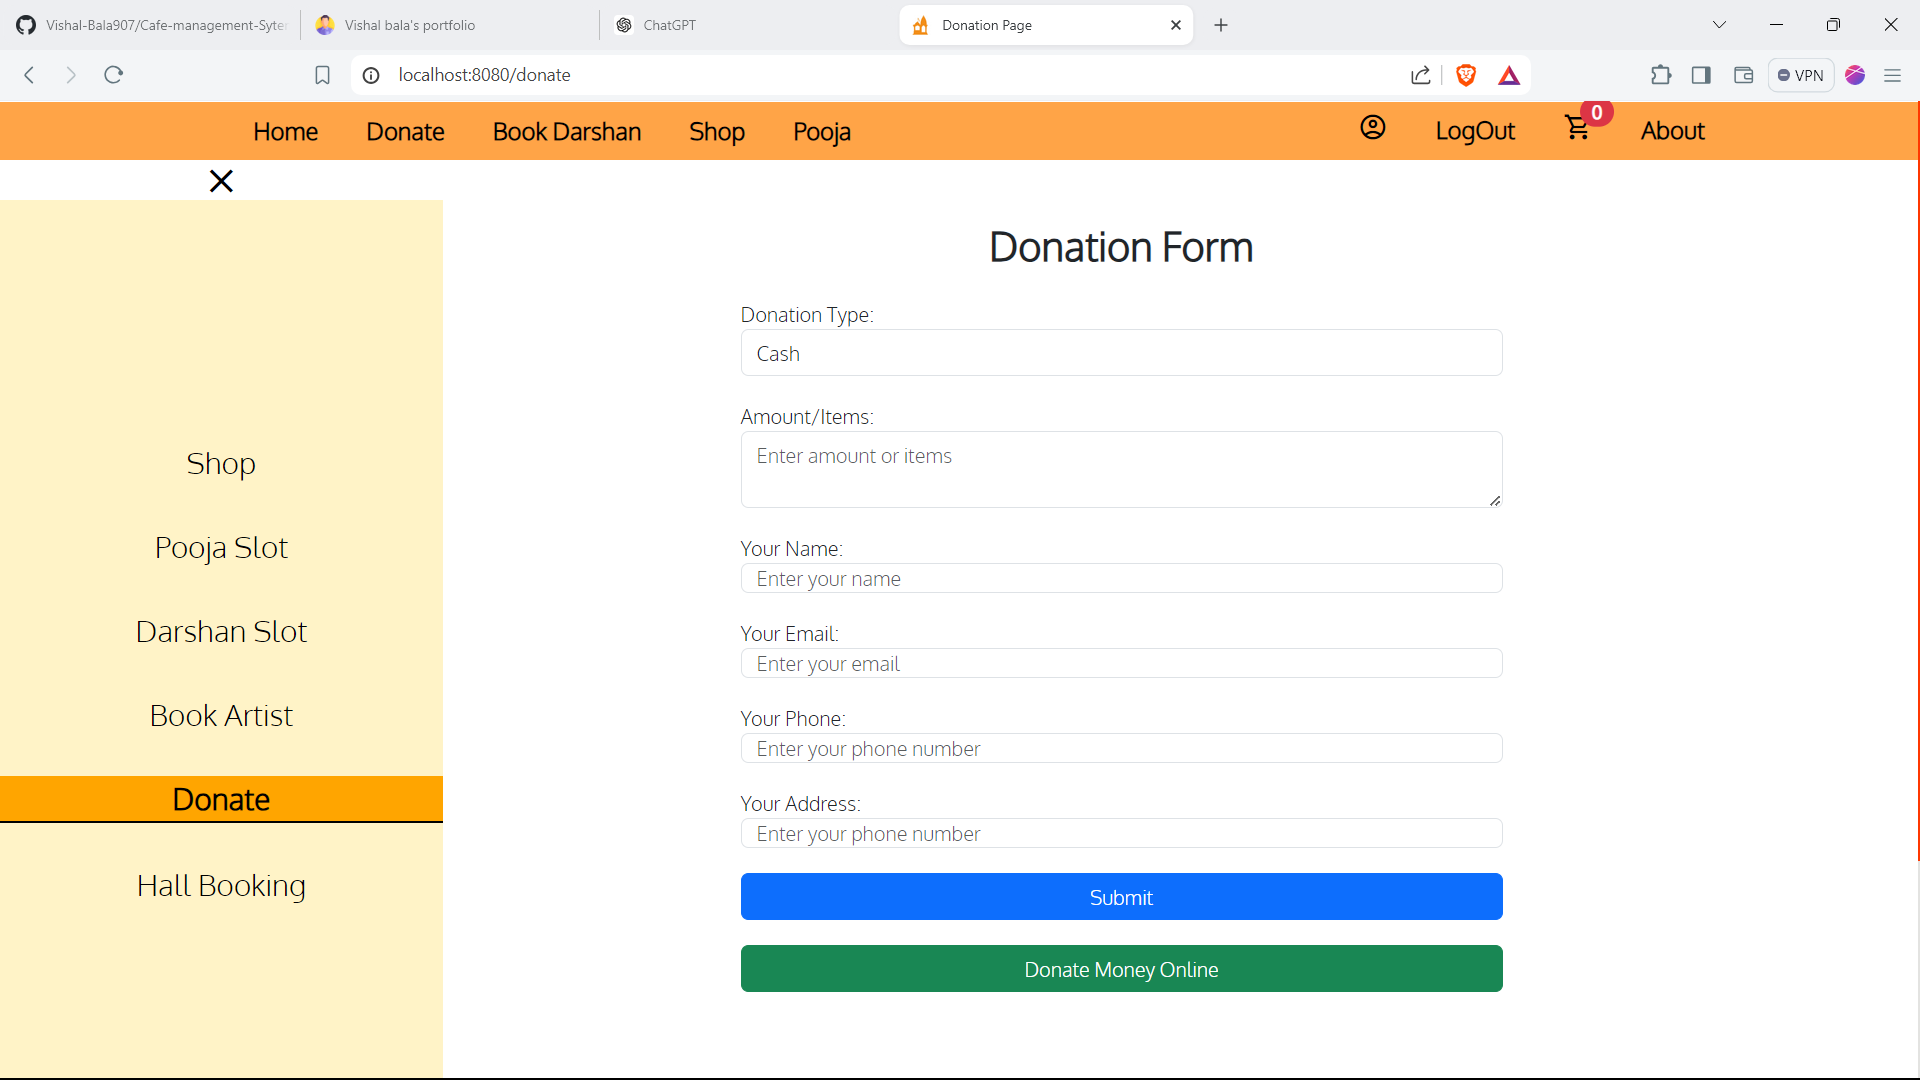 Vishal-Bala907/Cafe-management-Syte
Vishal bala's portfolio
ChatGPT
Donation Page
localhost:8080/donate
VPN
Home Donate Book Darshan Shop Pooja LogOut 0 About
Donation Form
Donation Type:
Cash
Amount/Items:
Enter amount or items
Your Name:
Enter your name
Your Email:
Enter your email
Your Phone:
Enter your phone number
Your Address:
Enter your phone number
Submit
Donate Money Online
Shop
Pooja Slot
Darshan Slot
Book Artist
Donate
Hall Booking